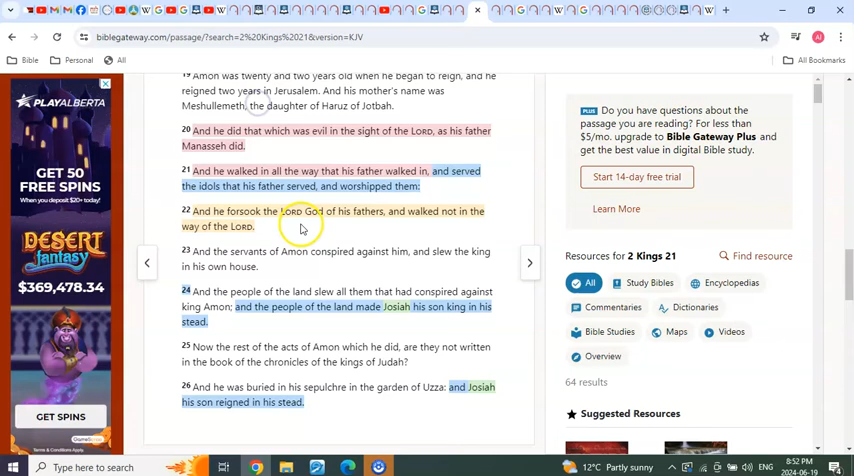 biblegateway.com/passage/?search=2%20Kings%2021&version=KJV
AI
Bible
Personal
All
All Bookmarks
19 Amon was twenty and two years old when he began to reign, and he
reigned two years in Jerusalem. And his mother's name was
Meshullemeth, the daughter of Haruz of Jotbah.
20 And he did that which was evil in the sight of the LORD, as his father
Manasseh did.
21 And he walked in all the way that his father walked in, and served
the idols that his father served, and worshipped them:
22 And he forsook the LORD God of his fathers, and walked not in the
way of the LORD.
23 And the servants of Amon conspired against him, and slew the king
in his own house.
24 And the people of the land slew all them that had conspired against
king Amon; and the people of the land made Josiah his son king in his
stead.
25 Now the rest of the acts of Amon which he did, are they not written
in the book of the chronicles of the kings of Judah?
26 And he was buried in his sepulchre in the garden of Uzza: and Josiah
his son reigned in his stead.
PLAYALBERTA
GET 50
FREE SPINS
WHEN YOU DEPOSIT $20+
DESERT
fantastic!
$369,478.34
GET SPINS
PLUS Do you have questions about the
passage you are reading? For less than
$5/mo. upgrade to Bible Gateway Plus and
get the best value in digital Bible study.
Start 14-day free trial
Learn More
Resources for 2 Kings 21
Find resource
All
Study Bibles
Encyclopedias
Commentaries
Dictionaries
Bible Studies
Maps
Videos
Overview
64 results
Suggested Resources
Type here to search
12°C Partly sunny
8:52 PM
2024-06-19